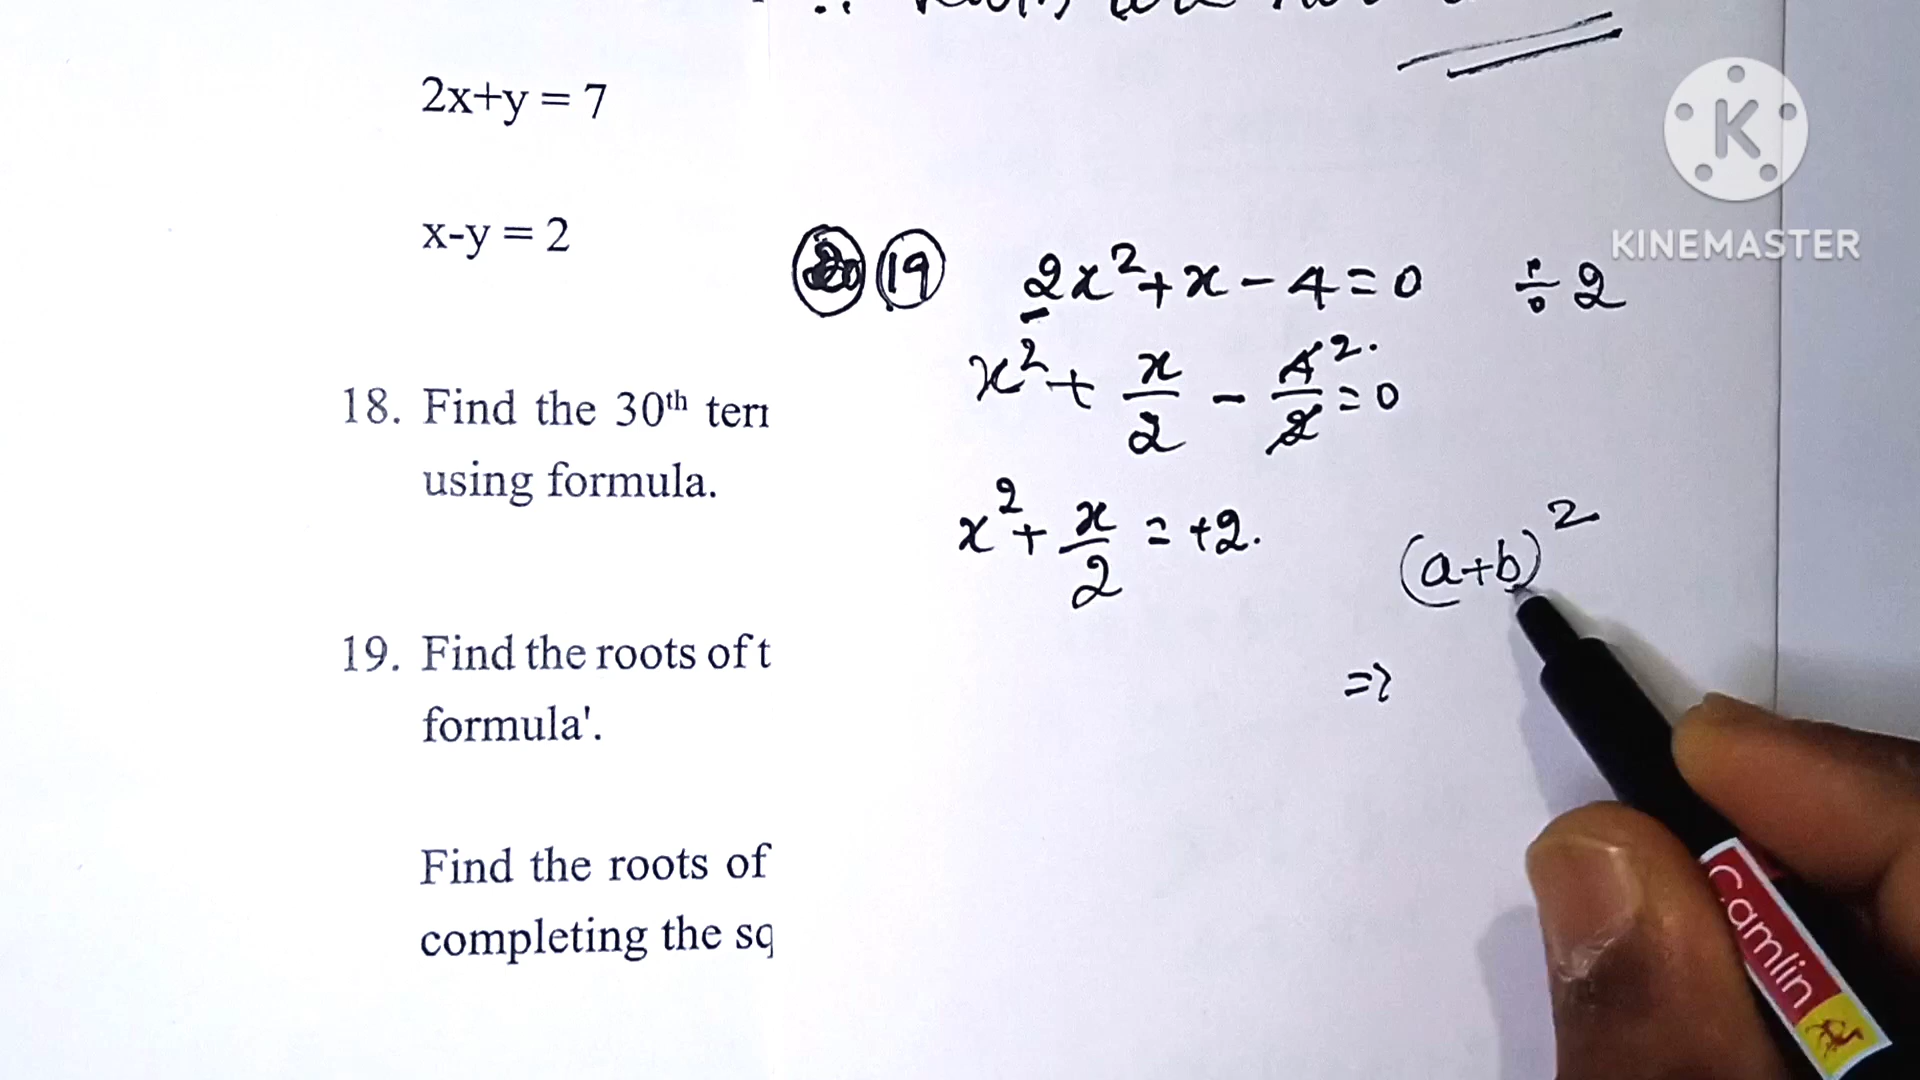 2x+y = 7
x-y = 2
18. Find the 30th
using formula.
19. Find the roots of t
formula'.
Find the roots of
completing the sq
19 2x²+x-4=0 ÷2
x²+x/2-4/2=0 2.
x²+x/2=+2.
(a+b)²
=>
KINEMASTER
K
Camlin